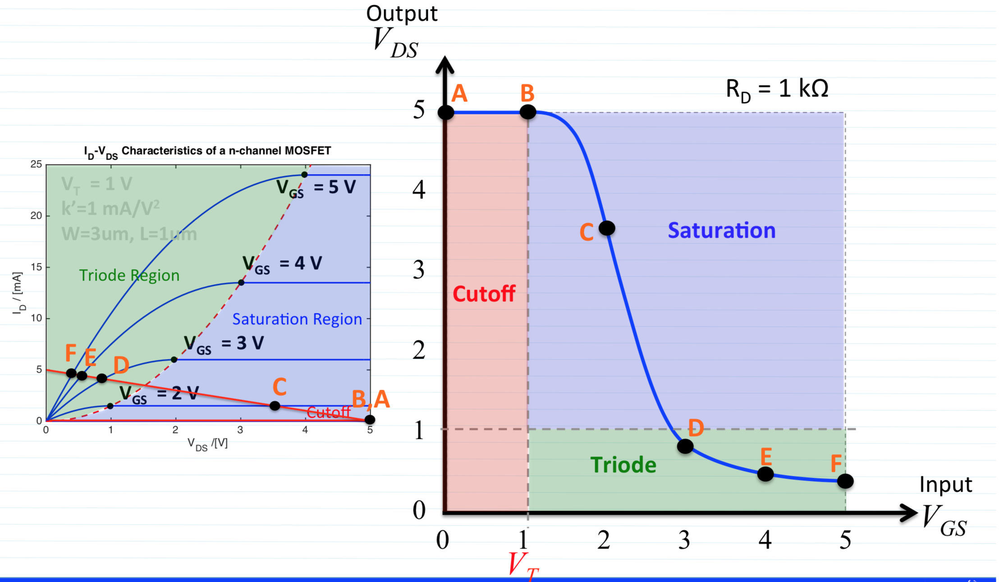 Output
V_DS
R_D = 1 kΩ
A
B
5
4
3
2
1
0
C
Saturation
Cutoff
D
Triode
E
F
Input
V_GS
0 1 2 3 4 5
V_T
I_D-V_DS Characteristics of a n-channel MOSFET
25
20
15
10
5
0
I_D / [mA]
V_T = 1 V
k’=1 mA/V²
W=3um, L=1um
V_GS = 5 V
V_GS = 4 V
Triode Region
Saturation Region
V_GS = 3 V
F E D
V_GS = 2 V
C
B,A
Cutoff
0 1 2 3 4 5
V_DS /[V]